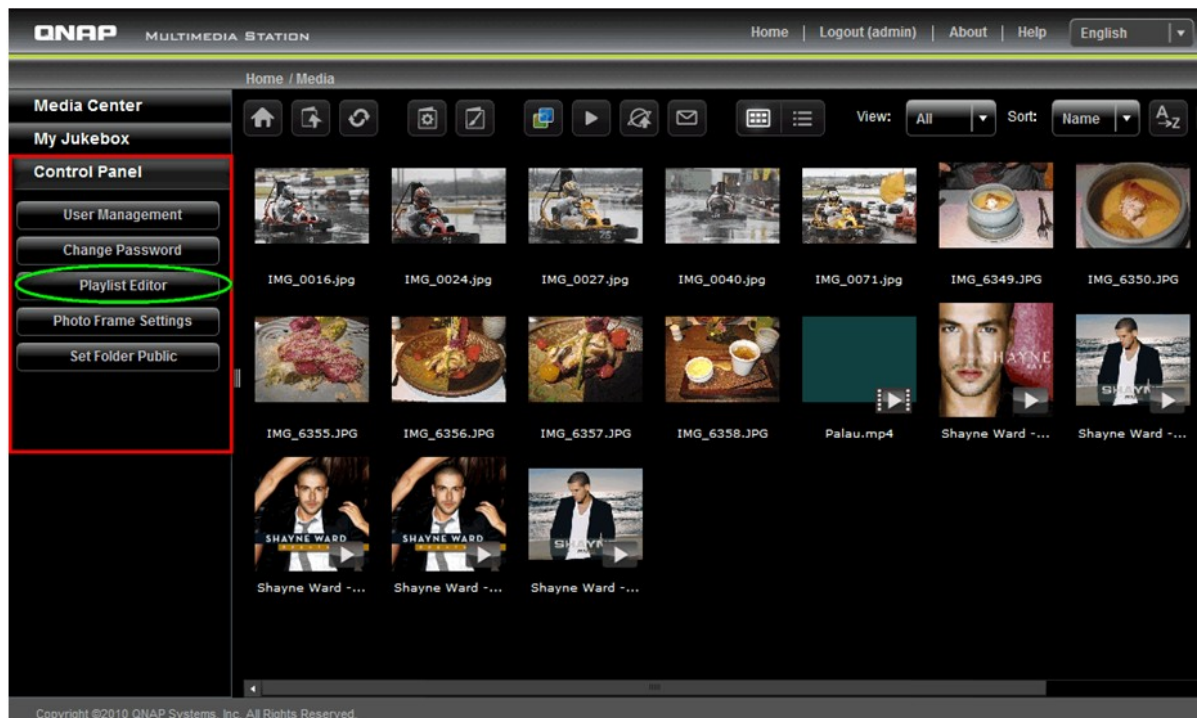 QNAP MULTIMEDIA STATION
Home | Logout (admin) | About | Help English
Home / Media
Media Center
My Jukebox
Control Panel
User Management
Change Password
Playlist Editor
Photo Frame Settings
Set Folder Public
View: All Sort: Name A→Z
IMG_0016.jpg IMG_0024.jpg IMG_0027.jpg IMG_0040.jpg IMG_0071.jpg IMG_6349.JPG IMG_6350.JPG
SHAYNE
SHAYN
IMG_6355.JPG IMG_6356.JPG IMG_6357.JPG IMG_6358.JPG Palau.mp4 Shayne Ward -... Shayne Ward -...
SHAYNE WARD SHAYNE WARD SHAYN
Shayne Ward -... Shayne Ward -... Shayne Ward -...
Copyright ©2010 QNAP Systems, Inc. All Rights Reserved.